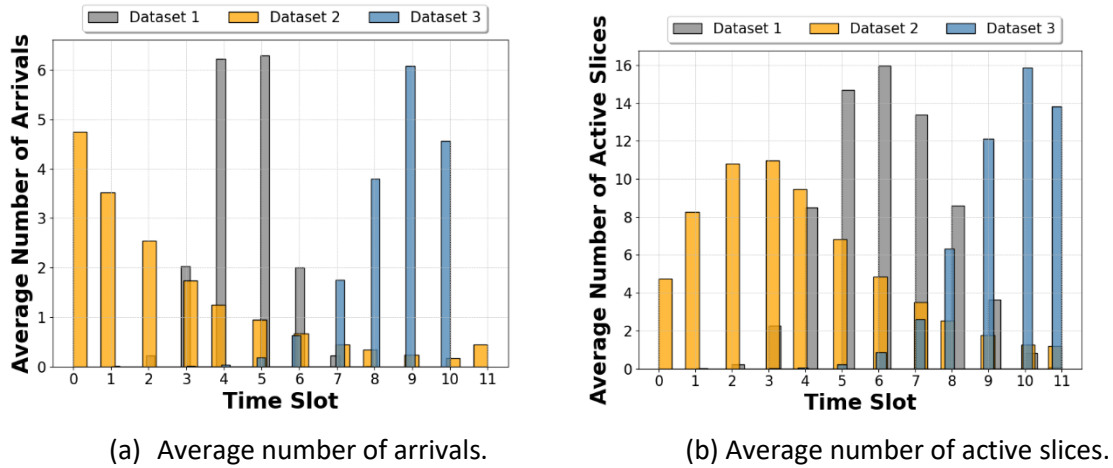 Dataset 1 Dataset 2 Dataset 3
Average Number of Arrivals
6
5
4
3
2
1
0
0 1 2 3 4 5 6 7 8 9 10 11
Time Slot
(a) Average number of arrivals.
Dataset 1 Dataset 2 Dataset 3
Average Number of Active Slices
16
14
12
10
8
6
4
2
0
0 1 2 3 4 5 6 7 8 9 10 11
Time Slot
(b) Average number of active slices.